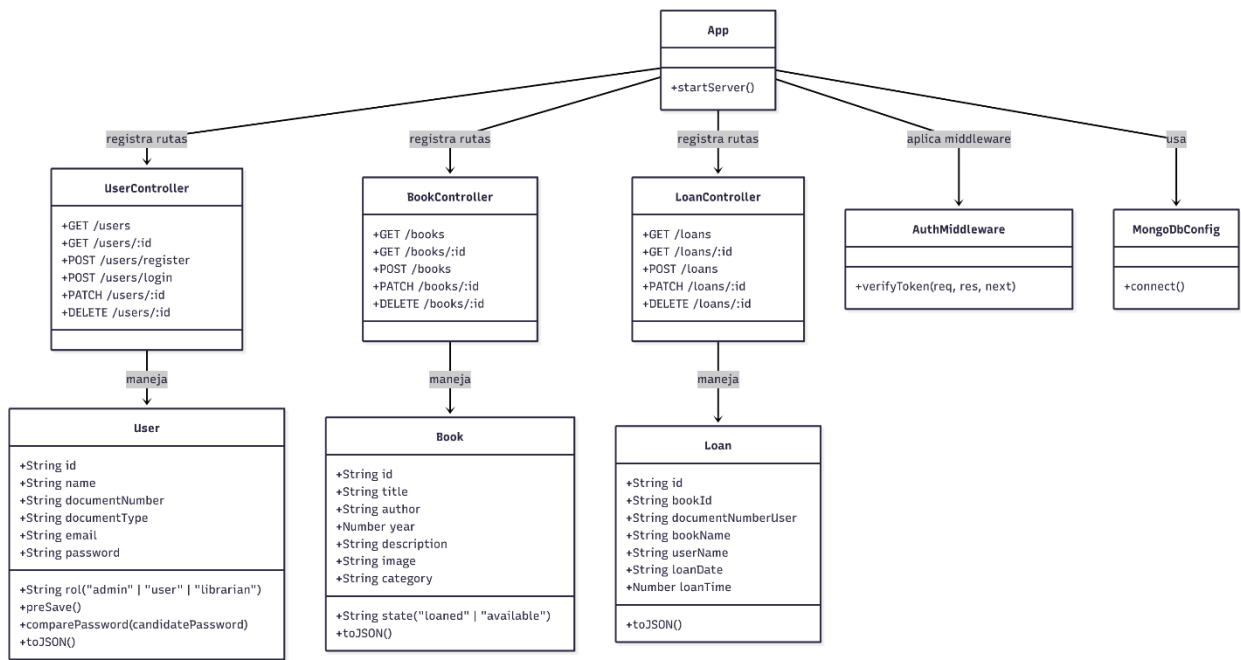 App
+startServer()
registra rutas
registra rutas
registra rutas
aplica middleware
usa
UserController
+GET /users
+GET /users/:id
+POST /users/register
+POST /users/login
+PATCH /users/:id
+DELETE /users/:id
BookController
+GET /books
+GET /books/:id
+POST /books
+PATCH /books/:id
+DELETE /books/:id
LoanController
+GET /loans
+GET /loans/:id
+POST /loans
+PATCH /loans/:id
+DELETE /loans/:id
AuthMiddleware
+verifyToken(req, res, next)
MongoDbConfig
+connect()
maneja
maneja
maneja
User
+String id
+String name
+String documentNumber
+String documentType
+String email
+String password
+String rol("admin" | "user" | "librarian")
+preSave()
+comparePassword(candidatePassword)
+toJSON()
Book
+String id
+String title
+String author
+Number year
+String description
+String image
+String category
+String state("loaned" | "available")
+toJSON()
Loan
+String id
+String bookId
+String documentNumberUser
+String bookName
+String userName
+String loanDate
+Number loanTime
+toJSON()